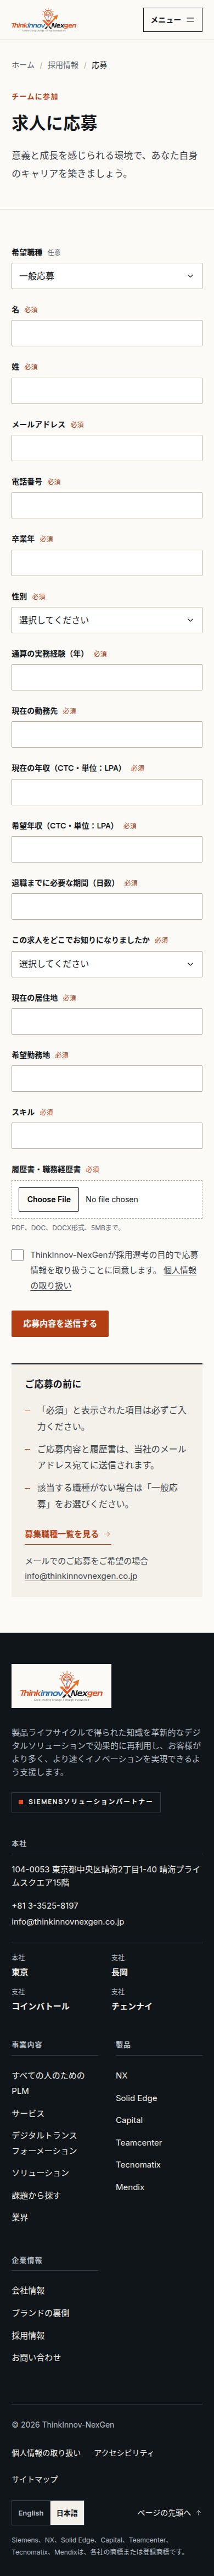 ThinkInnovXNexgen
メニュー
ホーム / 採用情報 / 応募
チームに参加
求人に応募
意義と成長を感じられる環境で、あなた自身
のキャリアを築きましょう。
希望職種 任意
一般応募
名 必須
姓 必須
メールアドレス 必須
電話番号 必須
卒業年 必須
性別 必須
選択してください
通算の実務経験（年） 必須
現在の勤務先 必須
現在の年収（CTC・単位：LPA） 必須
希望年収（CTC・単位：LPA） 必須
退職までに必要な期間（日数） 必須
この求人をどこでお知りになりましたか 必須
選択してください
現在の居住地 必須
希望勤務地 必須
スキル 必須
履歴書・職務経歴書 必須
Choose File No file chosen
PDF、DOC、DOCX形式、5MBまで。
ThinkInnov-NexGenが採用選考の目的で応募
情報を取り扱うことに同意します。 個人情報
の取り扱い
応募内容を送信する
ご応募の前に
「必須」と表示された項目は必ずご入
力ください。
ご応募内容と履歴書は、当社のメール
アドレス宛てに送信されます。
該当する職種がない場合は「一般応
募」をお選びください。
募集職種一覧を見る →
メールでのご応募をご希望の場合
info@thinkinnovnexgen.co.jp
ThinkInnovXNexgen
製品ライフサイクルで得られた知識を革新的なデジ
タルソリューションで効果的に再利用し、お客様が
より多く、より速くイノベーションを実現できるよ
う支援します。
SIEMENSソリューションパートナー
本社
104-0053 東京都中央区晴海2丁目1-40 晴海プライ
ムスクエア15階
+81 3-3525-8197
info@thinkinnovnexgen.co.jp
本社
東京
支社
長岡
支社
コインバトール
支社
チェンナイ
事業内容
すべての人のための
PLM
サービス
デジタルトランス
フォーメーション
ソリューション
課題から探す
業界
製品
NX
Solid Edge
Capital
Teamcenter
Tecnomatix
Mendix
企業情報
会社情報
ブランドの裏側
採用情報
お問い合わせ
© 2026 ThinkInnov-NexGen
個人情報の取り扱い アクセシビリティ
サイトマップ
English 日本語
ページの先頭へ ↑
Siemens、NX、Solid Edge、Capital、Teamcenter、
Tecnomatix、Mendixは、各社の商標または登録商標です。